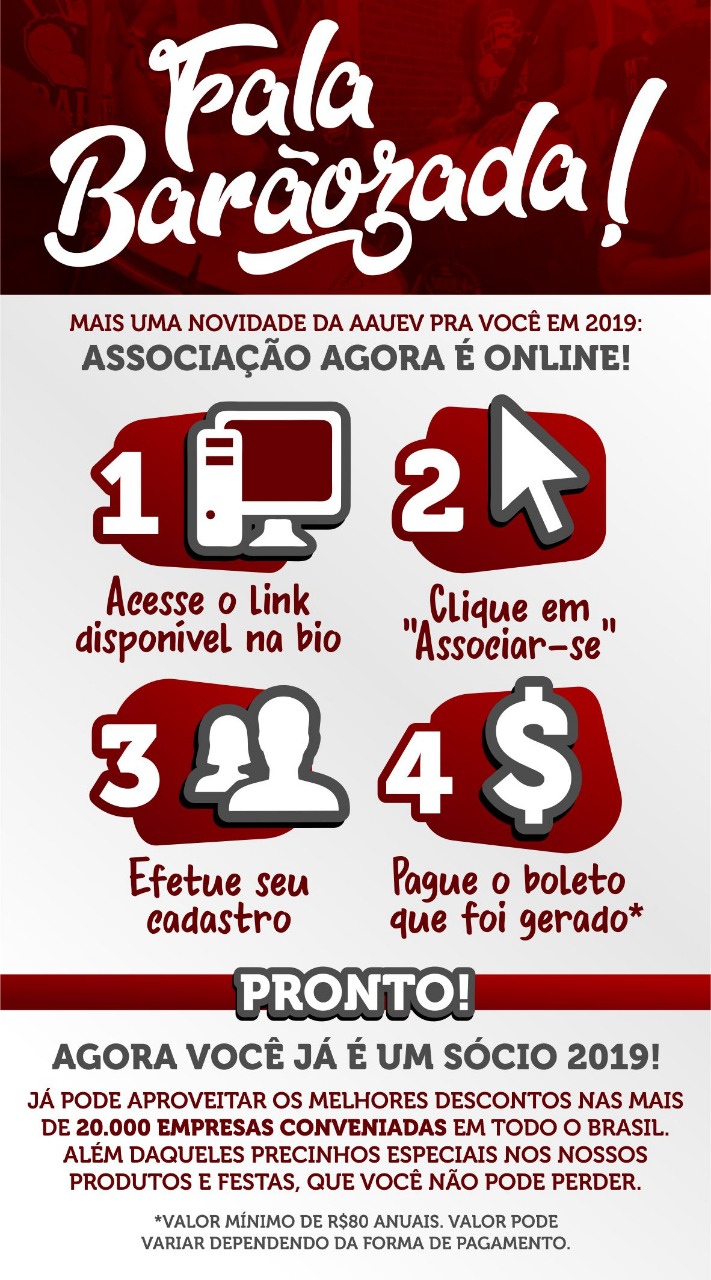 Fala
Barãozada!
MAIS UMA NOVIDADE DA AAUEV PRA VOCÊ EM 2019:
ASSOCIAÇÃO AGORA É ONLINE!
1
Acesse o link
disponível na bio
2
Clique em
"Associar-se"
3
Efetue seu
cadastro
4
$
Pague o boleto
que foi gerado*
PRONTO!
AGORA VOCÊ JÁ É UM SÓCIO 2019!
JÁ PODE APROVEITAR OS MELHORES DESCONTOS NAS MAIS
DE 20.000 EMPRESAS CONVENIADAS EM TODO O BRASIL.
ALÉM DAQUELES PRECINHOS ESPECIAIS NOS NOSSOS
PRODUTOS E FESTAS, QUE VOCÊ NÃO PODE PERDER.
*VALOR MÍNIMO DE R$80 ANUAIS. VALOR PODE
VARIAR DEPENDENDO DA FORMA DE PAGAMENTO.